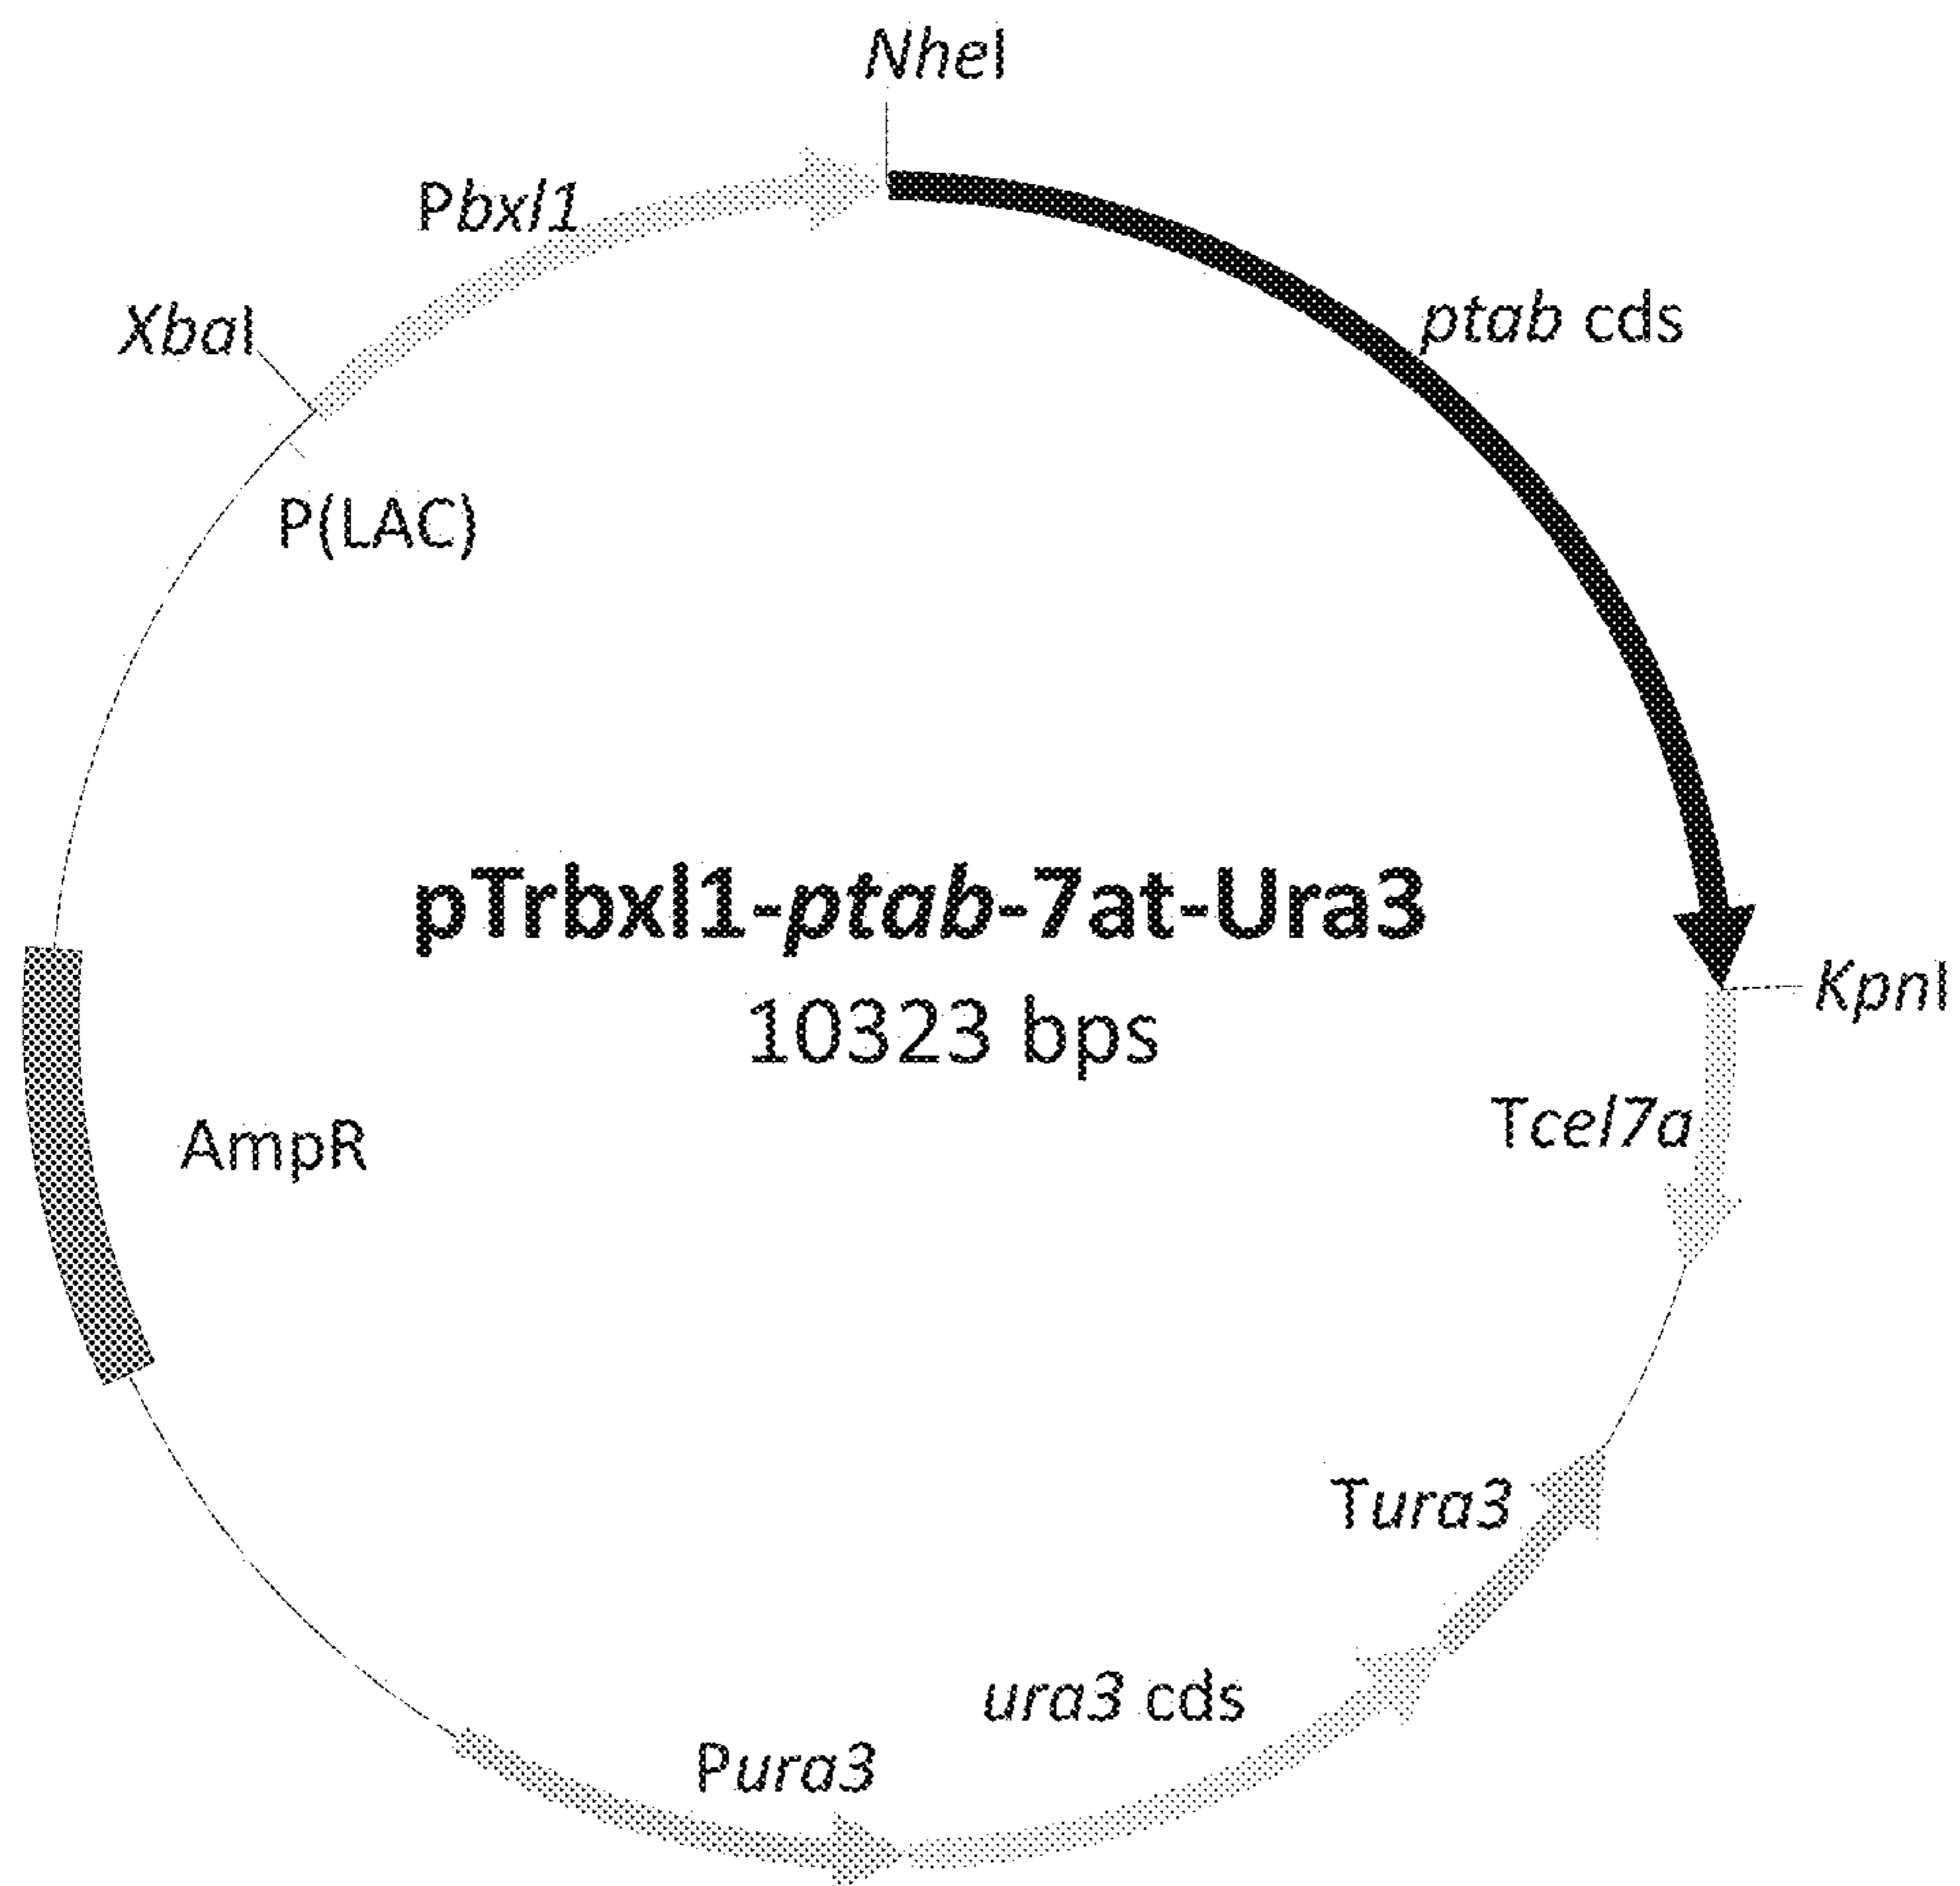 NheI
Pbxl1
XbaI
ptab cds
P(LAC)
pTrbxl1-ptab-7at-Ura3
10323 bps
KpnI
Tcel7a
AmpR
Tura3
ura3 cds
Pura3